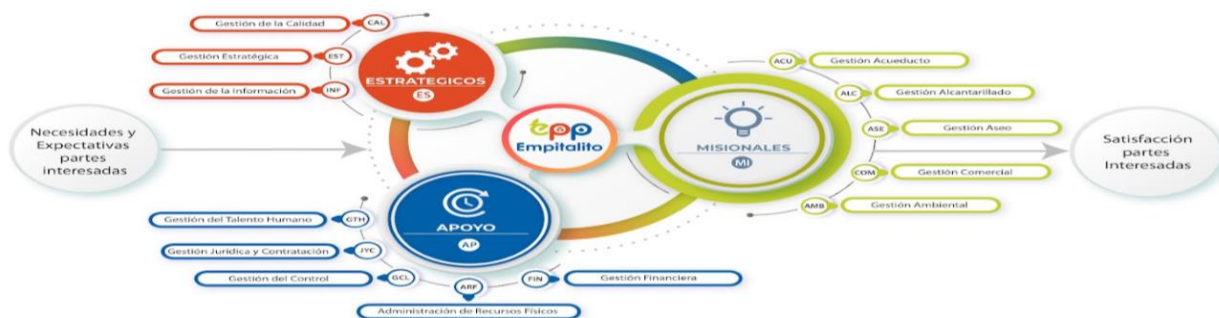 Gestión de la Calidad
CAL
Gestión Estratégica
EST
Gestión de la Información
INF
ESTRATEGICOS
ES
Necesidades y
Expectativas
partes
interesadas
epp
Empitalito
MISIONALES
MI
ACU
Gestión Acueducto
ALC
Gestión Alcantarillado
ASE
Gestión Aseo
COM
Gestión Comercial
AMB
Gestión Ambiental
Satisfacción
partes
Interesadas
APOYO
AP
Gestión del Talento Humano
GTH
Gestión Jurídica y Contratación
JYC
Gestión del Control
GCL
ARF
Administración de Recursos Físicos
FIN
Gestión Financiera